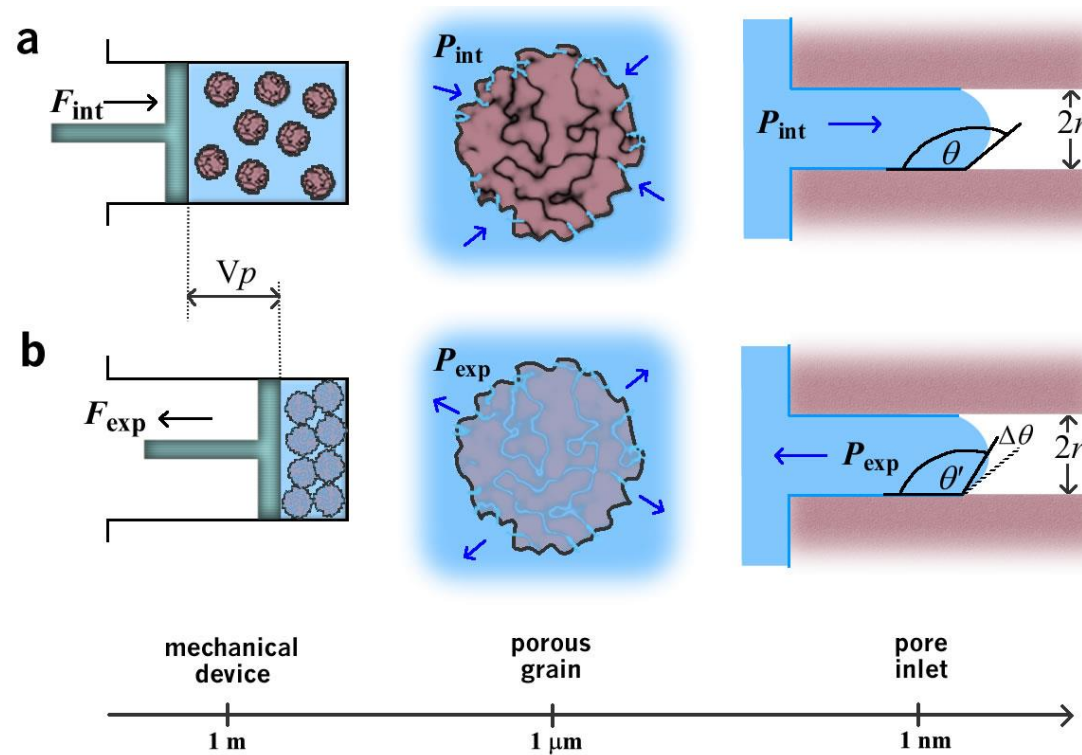 a
F_int
P_int
P_int
θ
2r
Vp
b
F_exp
P_exp
P_exp
θ'
Δθ
2r
mechanical
device
porous
grain
pore
inlet
1 m
1 μm
1 nm